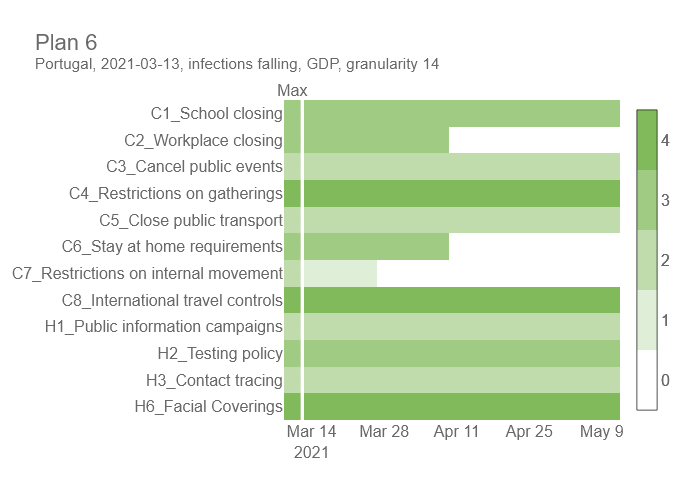 Plan 6
Portugal, 2021-03-13, infections falling, GDP, granularity 14
Max
C1_School closing
C2_Workplace closing
C3_Cancel public events
C4_Restrictions on gatherings
C5_Close public transport
C6_Stay at home requirements
C7_Restrictions on internal movement
C8_International travel controls
H1_Public information campaigns
H2_Testing policy
H3_Contact tracing
H6_Facial Coverings
Mar 14 Mar 28 Apr 11 Apr 25 May 9
2021
4
3
2
1
0